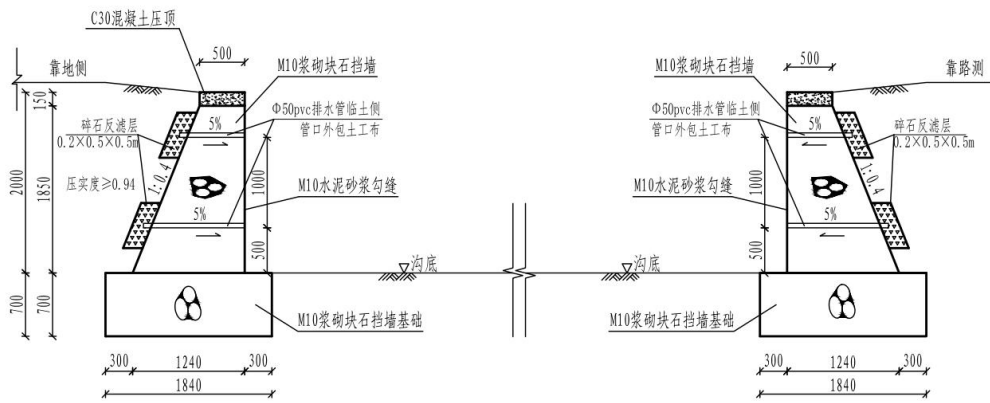 C30混凝土压顶
500
靠地侧
M10浆砌块石挡墙
150
5%
Φ50pvc排水管临土侧
管口外包土工布
碎石反滤层
0.2×0.5×0.5m
压实度≥0.94
1:0.4
2000
1850
1000
M10水泥砂浆勾缝
5%
500
沟底
700
700
M10浆砌块石挡墙基础
300
1240
300
1840
500
M10浆砌块石挡墙
靠路测
Φ50pvc排水管临土侧
管口外包土工布
5%
碎石反滤层
0.2×0.5×0.5m
1:0.4
1000
M10水泥砂浆勾缝
5%
500
沟底
M10浆砌块石挡墙基础
300
1240
300
1840